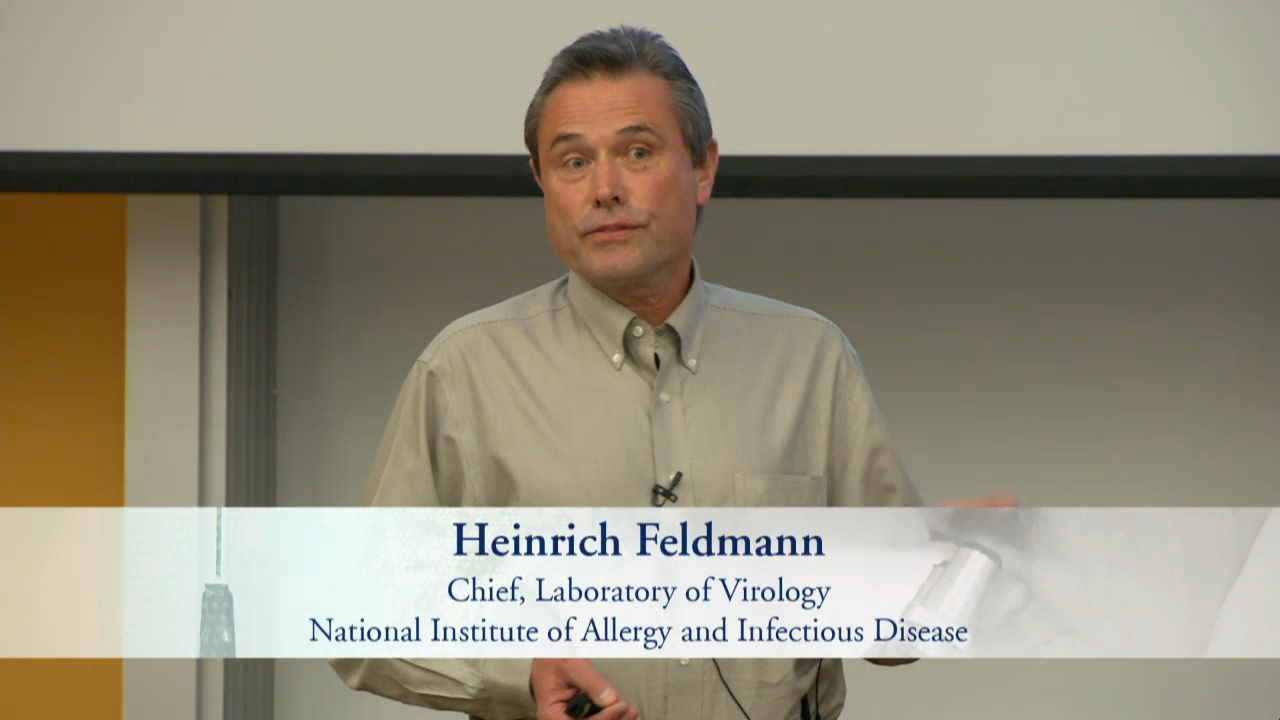 Heinrich Feldmann
Chief, Laboratory of Virology
National Institute of Allergy and Infectious Disease